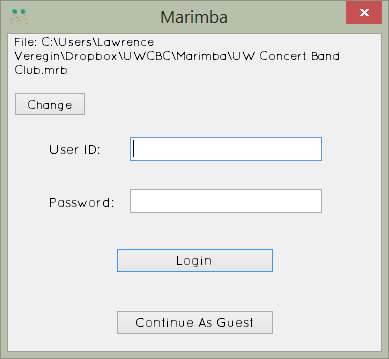 Marimba
File: C:\Users\Lawrence
Veregin\Dropbox\UWCBC\Marimba\UW Concert Band
Club.mrb
Change
User ID:
Password:
Login
Continue As Guest